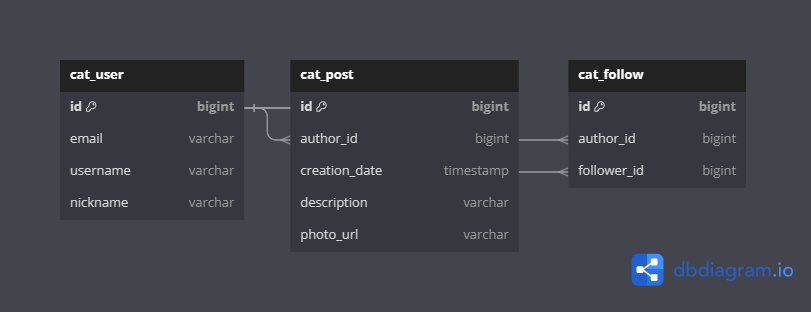 cat_user
id bigint
email varchar
username varchar
nickname varchar
cat_post
id bigint
author_id bigint
creation_date timestamp
description varchar
photo_url varchar
cat_follow
id bigint
author_id bigint
follower_id bigint
dbdiagram.io